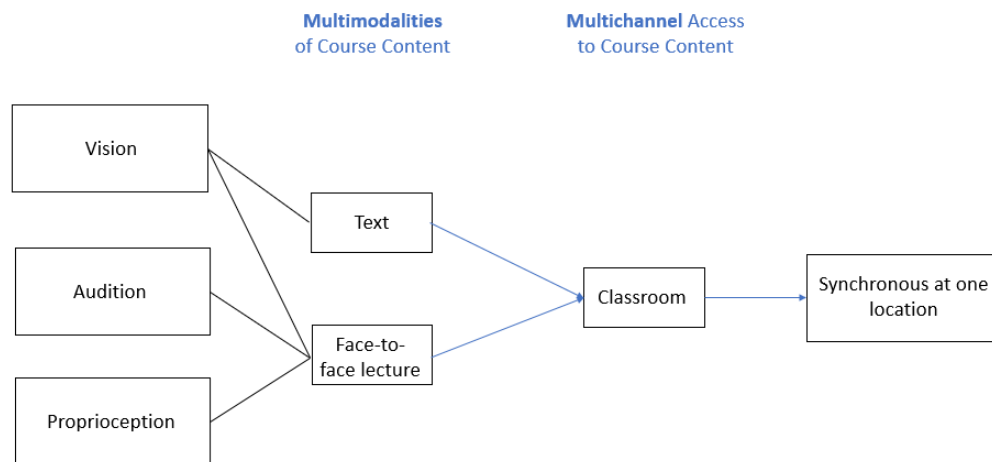 Multimodalities
of Course Content
Multichannel Access
to Course Content
Vision
Text
Audition
Classroom
Synchronous at one
location
Face-to-
face lecture
Proprioception